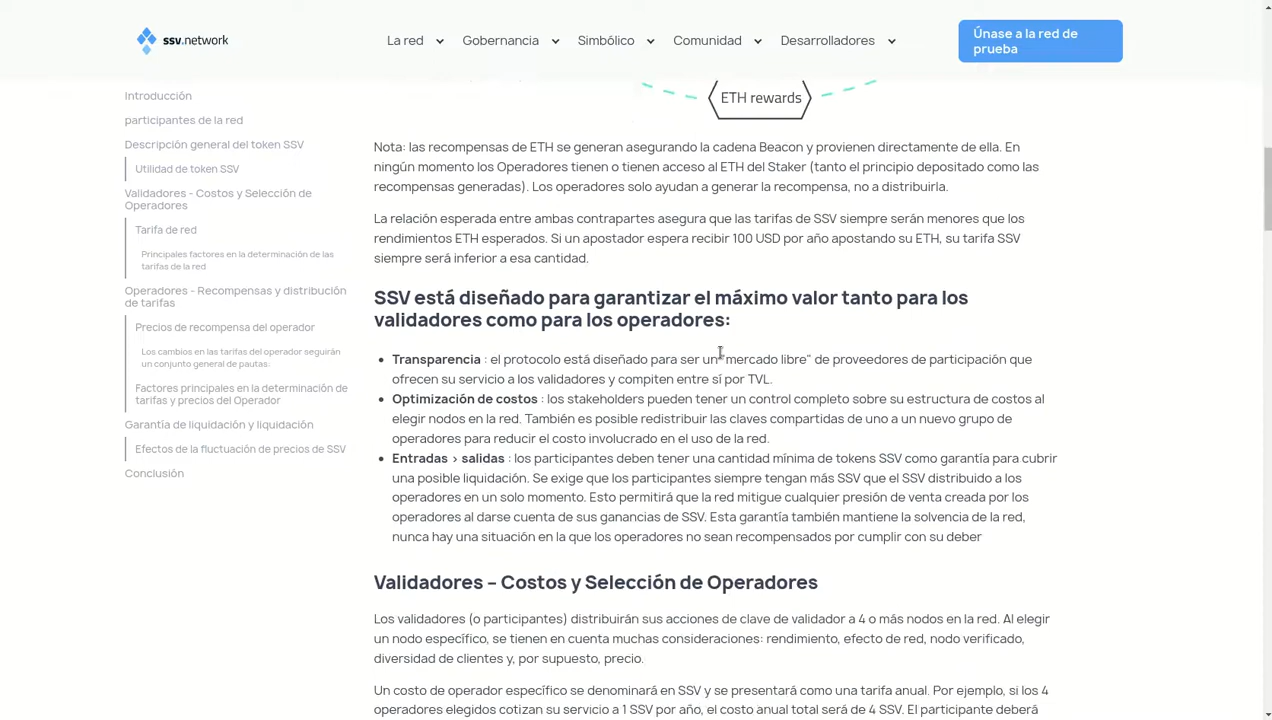 ssv.network
La red
Gobernancia
Simbólico
Comunidad
Desarrolladores
Únase a la red de
prueba
Introducción
participantes de la red
Descripción general del token SSV
Utilidad de token SSV
Validadores - Costos y Selección de
Operadores
Tarifa de red
Principales factores en la determinación de las
tarifas de la red
Operadores - Recompensas y distribución
de tarifas
Precios de recompensa del operador
Los cambios en las tarifas del operador seguirán
un conjunto general de pautas:
Factores principales en la determinación de
tarifas y precios del Operador
Garantía de liquidación y liquidación
Efectos de la fluctuación de precios de SSV
Conclusión
ETH rewards
Nota: las recompensas de ETH se generan asegurando la cadena Beacon y provienen directamente de ella. En
ningún momento los Operadores tienen o tienen acceso al ETH del Staker (tanto el principio depositado como las
recompensas generadas). Los operadores solo ayudan a generar la recompensa, no a distribuirla.
La relación esperada entre ambas contrapartes asegura que las tarifas de SSV siempre serán menores que los
rendimientos ETH esperados. Si un apostador espera recibir 100 USD por año apostando su ETH, su tarifa SSV
siempre será inferior a esa cantidad.
SSV está diseñado para garantizar el máximo valor tanto para los
validadores como para los operadores:
• Transparencia : el protocolo está diseñado para ser un "mercado libre" de proveedores de participación que
ofrecen su servicio a los validadores y compiten entre sí por TVL.
• Optimización de costos : los stakeholders pueden tener un control completo sobre su estructura de costos al
elegir nodos en la red. También es posible redistribuir las claves compartidas de uno a un nuevo grupo de
operadores para reducir el costo involucrado en el uso de la red.
• Entradas > salidas : los participantes deben tener una cantidad mínima de tokens SSV como garantía para cubrir
una posible liquidación. Se exige que los participantes siempre tengan más SSV que el SSV distribuido a los
operadores en un solo momento. Esto permitirá que la red mitigue cualquier presión de venta creada por los
operadores al darse cuenta de sus ganancias de SSV. Esta garantía también mantiene la solvencia de la red,
nunca hay una situación en la que los operadores no sean recompensados por cumplir con su deber
Validadores – Costos y Selección de Operadores
Los validadores (o participantes) distribuirán sus acciones de clave de validador a 4 o más nodos en la red. Al elegir
un nodo específico, se tienen en cuenta muchas consideraciones: rendimiento, efecto de red, nodo verificado,
diversidad de clientes y, por supuesto, precio.
Un costo de operador específico se denominará en SSV y se presentará como una tarifa anual. Por ejemplo, si los 4
operadores elegidos cotizan su servicio a 1 SSV por año, el costo anual total será de 4 SSV. El participante deberá